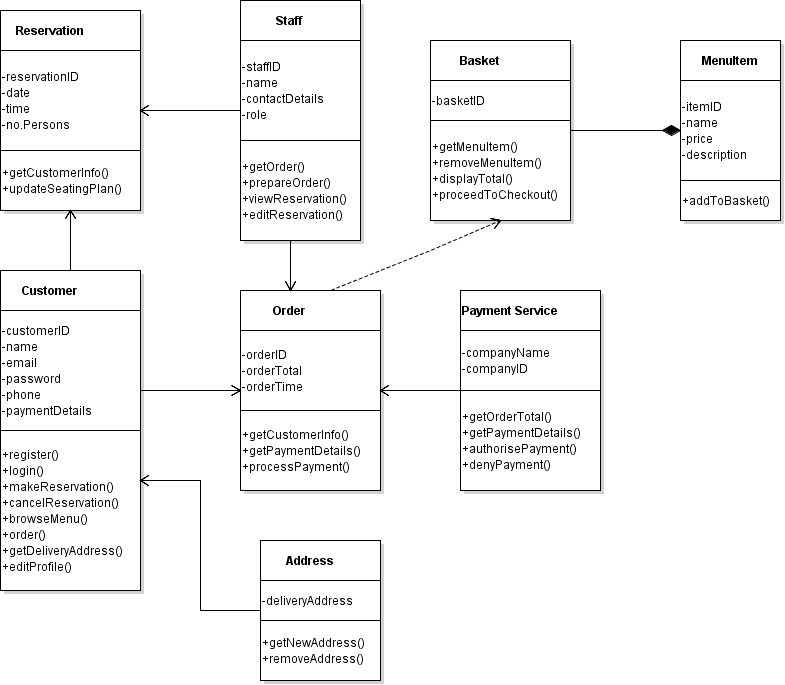 Reservation
-reservationID
-date
-time
-no.Persons
+getCustomerInfo()
+updateSeatingPlan()
Staff
-staffID
-name
-contactDetails
-role
+getOrder()
+prepareOrder()
+viewReservation()
+editReservation()
Basket
-basketID
+getMenuItem()
+removeMenuItem()
+displayTotal()
+proceedToCheckout()
MenuItem
-itemID
-name
-price
-description
+addToBasket()
Customer
-customerID
-name
-email
-password
-phone
-paymentDetails
+register()
+login()
+makeReservation()
+cancelReservation()
+browseMenu()
+order()
+getDeliveryAddress()
+editProfile()
Order
-orderID
-orderTotal
-orderTime
+getCustomerInfo()
+getPaymentDetails()
+processPayment()
Payment Service
-companyName
-companyID
+getOrderTotal()
+getPaymentDetails()
+authorisePayment()
+denyPayment()
Address
-deliveryAddress
+getNewAddress()
+removeAddress()